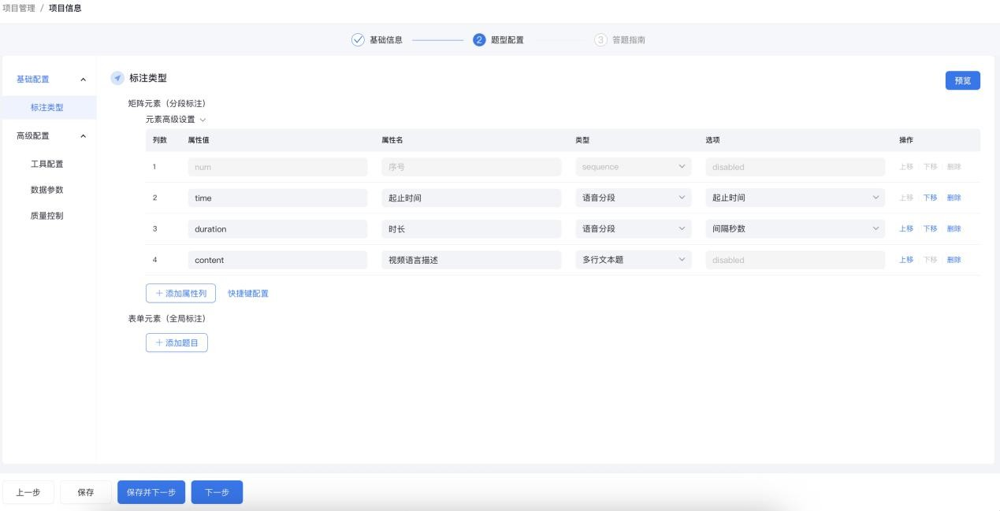 项目管理 / 项目信息
基础信息 2 题型配置 3 答题指南
基础配置
标注类型
高级配置
工具配置
数据参数
质量控制
标注类型
预览
矩阵元素（分段标注）
元素高级设置
列数 属性值 属性名 类型 选项 操作
1 num 序号 sequence disabled 上移 下移 删除
2 time 起止时间 语音分段 起止时间 上移 下移 删除
3 duration 时长 语音分段 间隔秒数 上移 下移 删除
4 content 视频语言描述 多行文本题 disabled 上移 下移 删除
＋ 添加属性列 快捷键配置
表单元素（全局标注）
＋ 添加题目
上一步 保存 保存并下一步 下一步